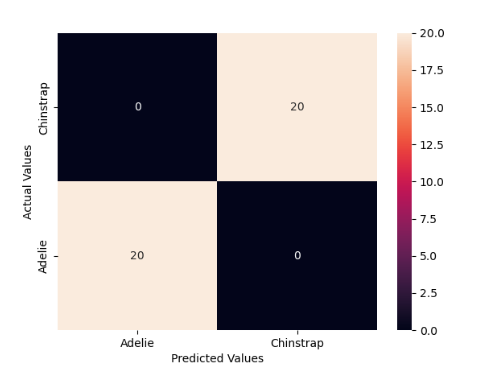 Actual Values
Chinstrap
Adelie
0
20
20
0
Adelie
Chinstrap
Predicted Values
20.0
17.5
15.0
12.5
10.0
7.5
5.0
2.5
0.0